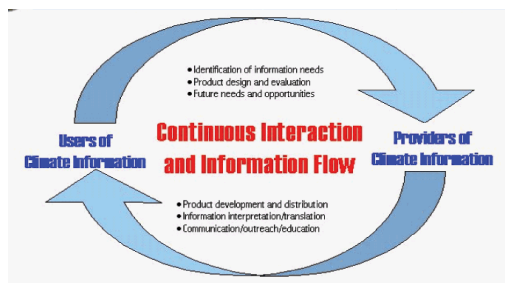 • Identification of information needs
• Product design and evaluation
• Future needs and opportunities
Users of
Climate Information
Continuous Interaction
and Information Flow
Providers of
Climate Information
• Product development and distribution
• Information interpretation/translation
• Communication/outreach/education